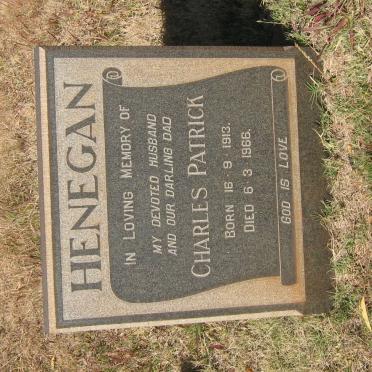 HENEGAN
IN LOVING MEMORY OF
MY DEVOTED HUSBAND
AND OUR DARLING DAD
CHARLES PATRICK
BORN 16 9 1913.
DIED 6 3 1966.
GOD IS LOVE